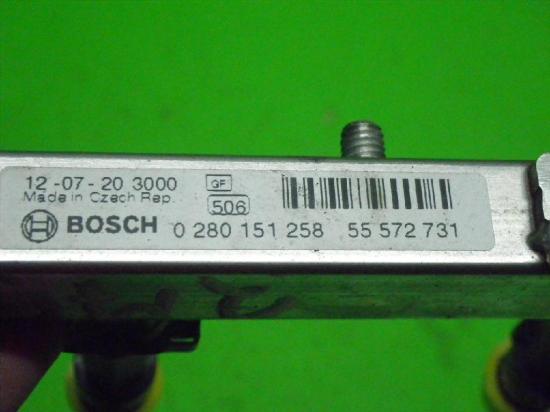 12-07-20 3000 GF
Made in Czech Rep. 506
BOSCH 0 280 151 258 55 572 731